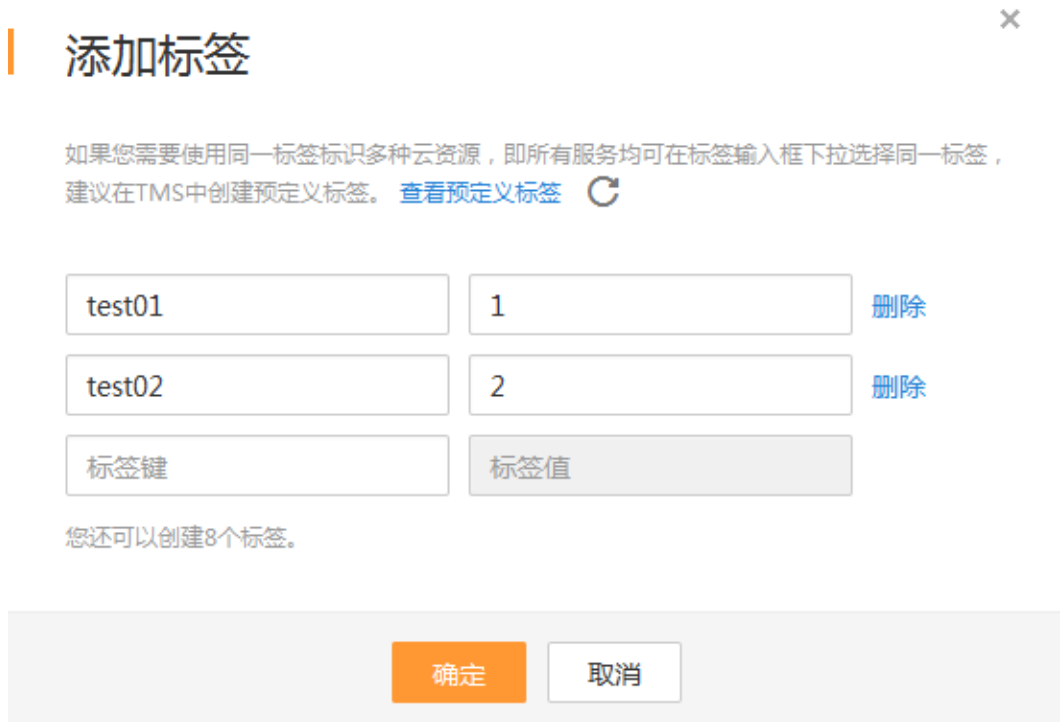 添加标签
如果您需要使用同一标签标识多种云资源，即所有服务均可在标签输入框下拉选择同一标签，
建议在TMS中创建预定义标签。 查看预定义标签
test01 1 删除
test02 2 删除
标签键 标签值
您还可以创建8个标签。
确定 取消